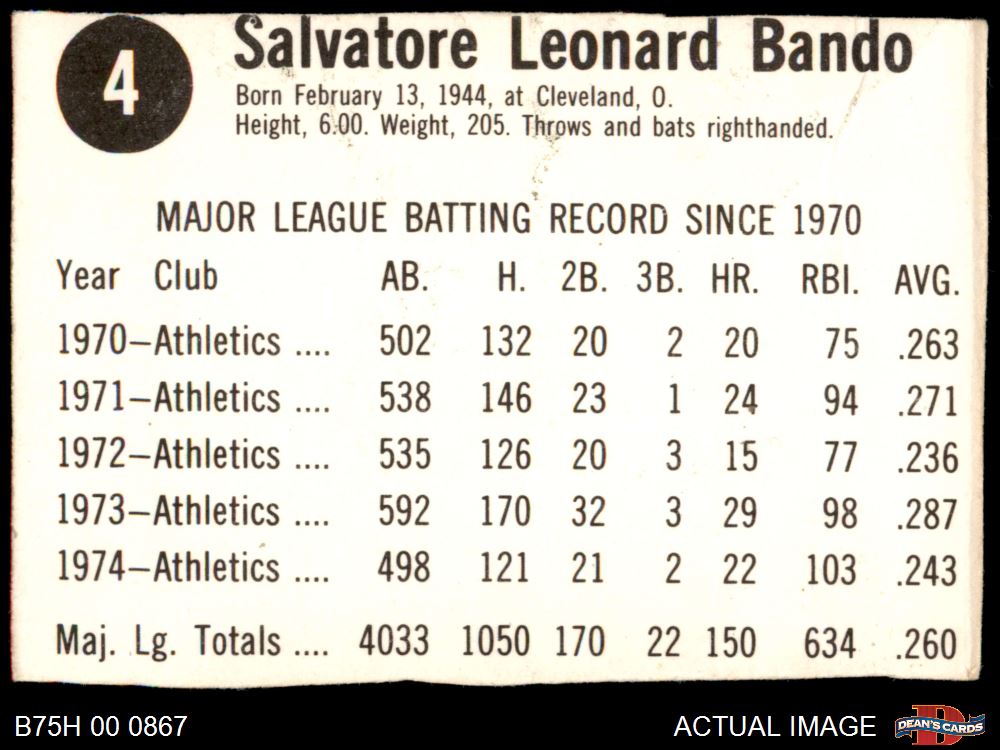 4
Salvatore Leonard Bando
Born February 13, 1944, at Cleveland, O.
Height, 6.00. Weight, 205. Throws and bats righthanded.
MAJOR LEAGUE BATTING RECORD SINCE 1970
Year Club AB. H. 2B. 3B. HR. RBI. AVG.
1970—Athletics .... 502 132 20 2 20 75 .263
1971—Athletics .... 538 146 23 1 24 94 .271
1972—Athletics .... 535 126 20 3 15 77 .236
1973—Athletics .... 592 170 32 3 29 98 .287
1974—Athletics .... 498 121 21 2 22 103 .243
Maj. Lg. Totals .... 4033 1050 170 22 150 634 .260
B75H 00 0867 ACTUAL IMAGE D DEAN'S CARDS